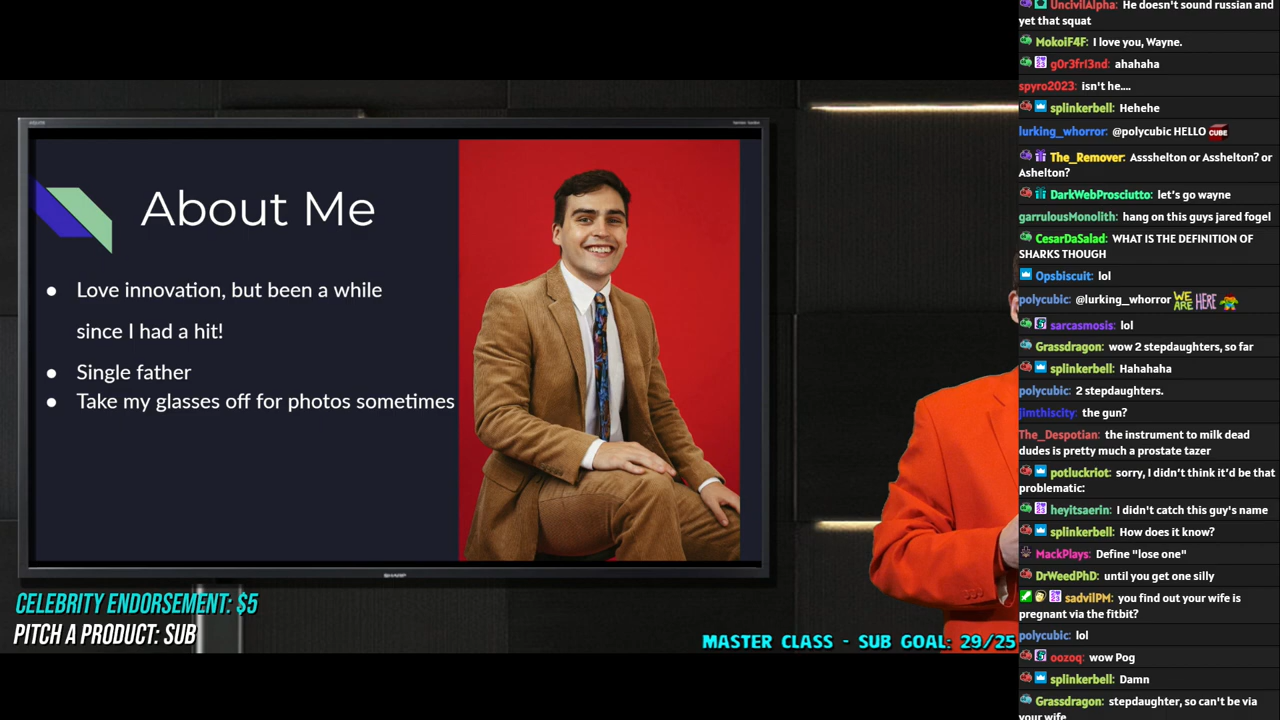 About Me
● Love innovation, but been a while
since I had a hit!
● Single father
● Take my glasses off for photos sometimes
SHARP
CELEBRITY ENDORSEMENT: $5
PITCH A PRODUCT: SUB
MASTER CLASS - SUB GOAL: 29/25
UncivilAlpha: He doesn't sound russian and
yet that squat
MokoiF4F: I love you, Wayne.
g0r3fr13nd: ahahaha
spyro2023: isn't he....
splinkerbell: Hehehe
lurking_whorror: @polycubic HELLO CUBE
The_Remover: Assshelton or Asshelton? or
Ashelton?
DarkWebProsciutto: let's go wayne
garrulousMonolith: hang on this guys jared fogel
CesarDaSalad: WHAT IS THE DEFINITION OF
SHARKS THOUGH
Opsbiscuit: lol
polycubic: @lurking_whorror WE ARE HERE
sarcasmosis: lol
Grassdragon: wow 2 stepdaughters, so far
splinkerbell: Hahahaha
polycubic: 2 stepdaughters.
jimthiscity: the gun?
The_Despotian: the instrument to milk dead
dudes is pretty much a prostate tazer
potluckriot: sorry, I didn't think it'd be that
problematic:
heyitsaerin: I didn't catch this guy's name
splinkerbell: How does it know?
MackPlays: Define "lose one"
DrWeedPhD: until you get one silly
sadvilPM: you find out your wife is
pregnant via the fitbit?
polycubic: lol
oozoq: wow Pog
splinkerbell: Damn
Grassdragon: stepdaughter, so can't be via
your wife